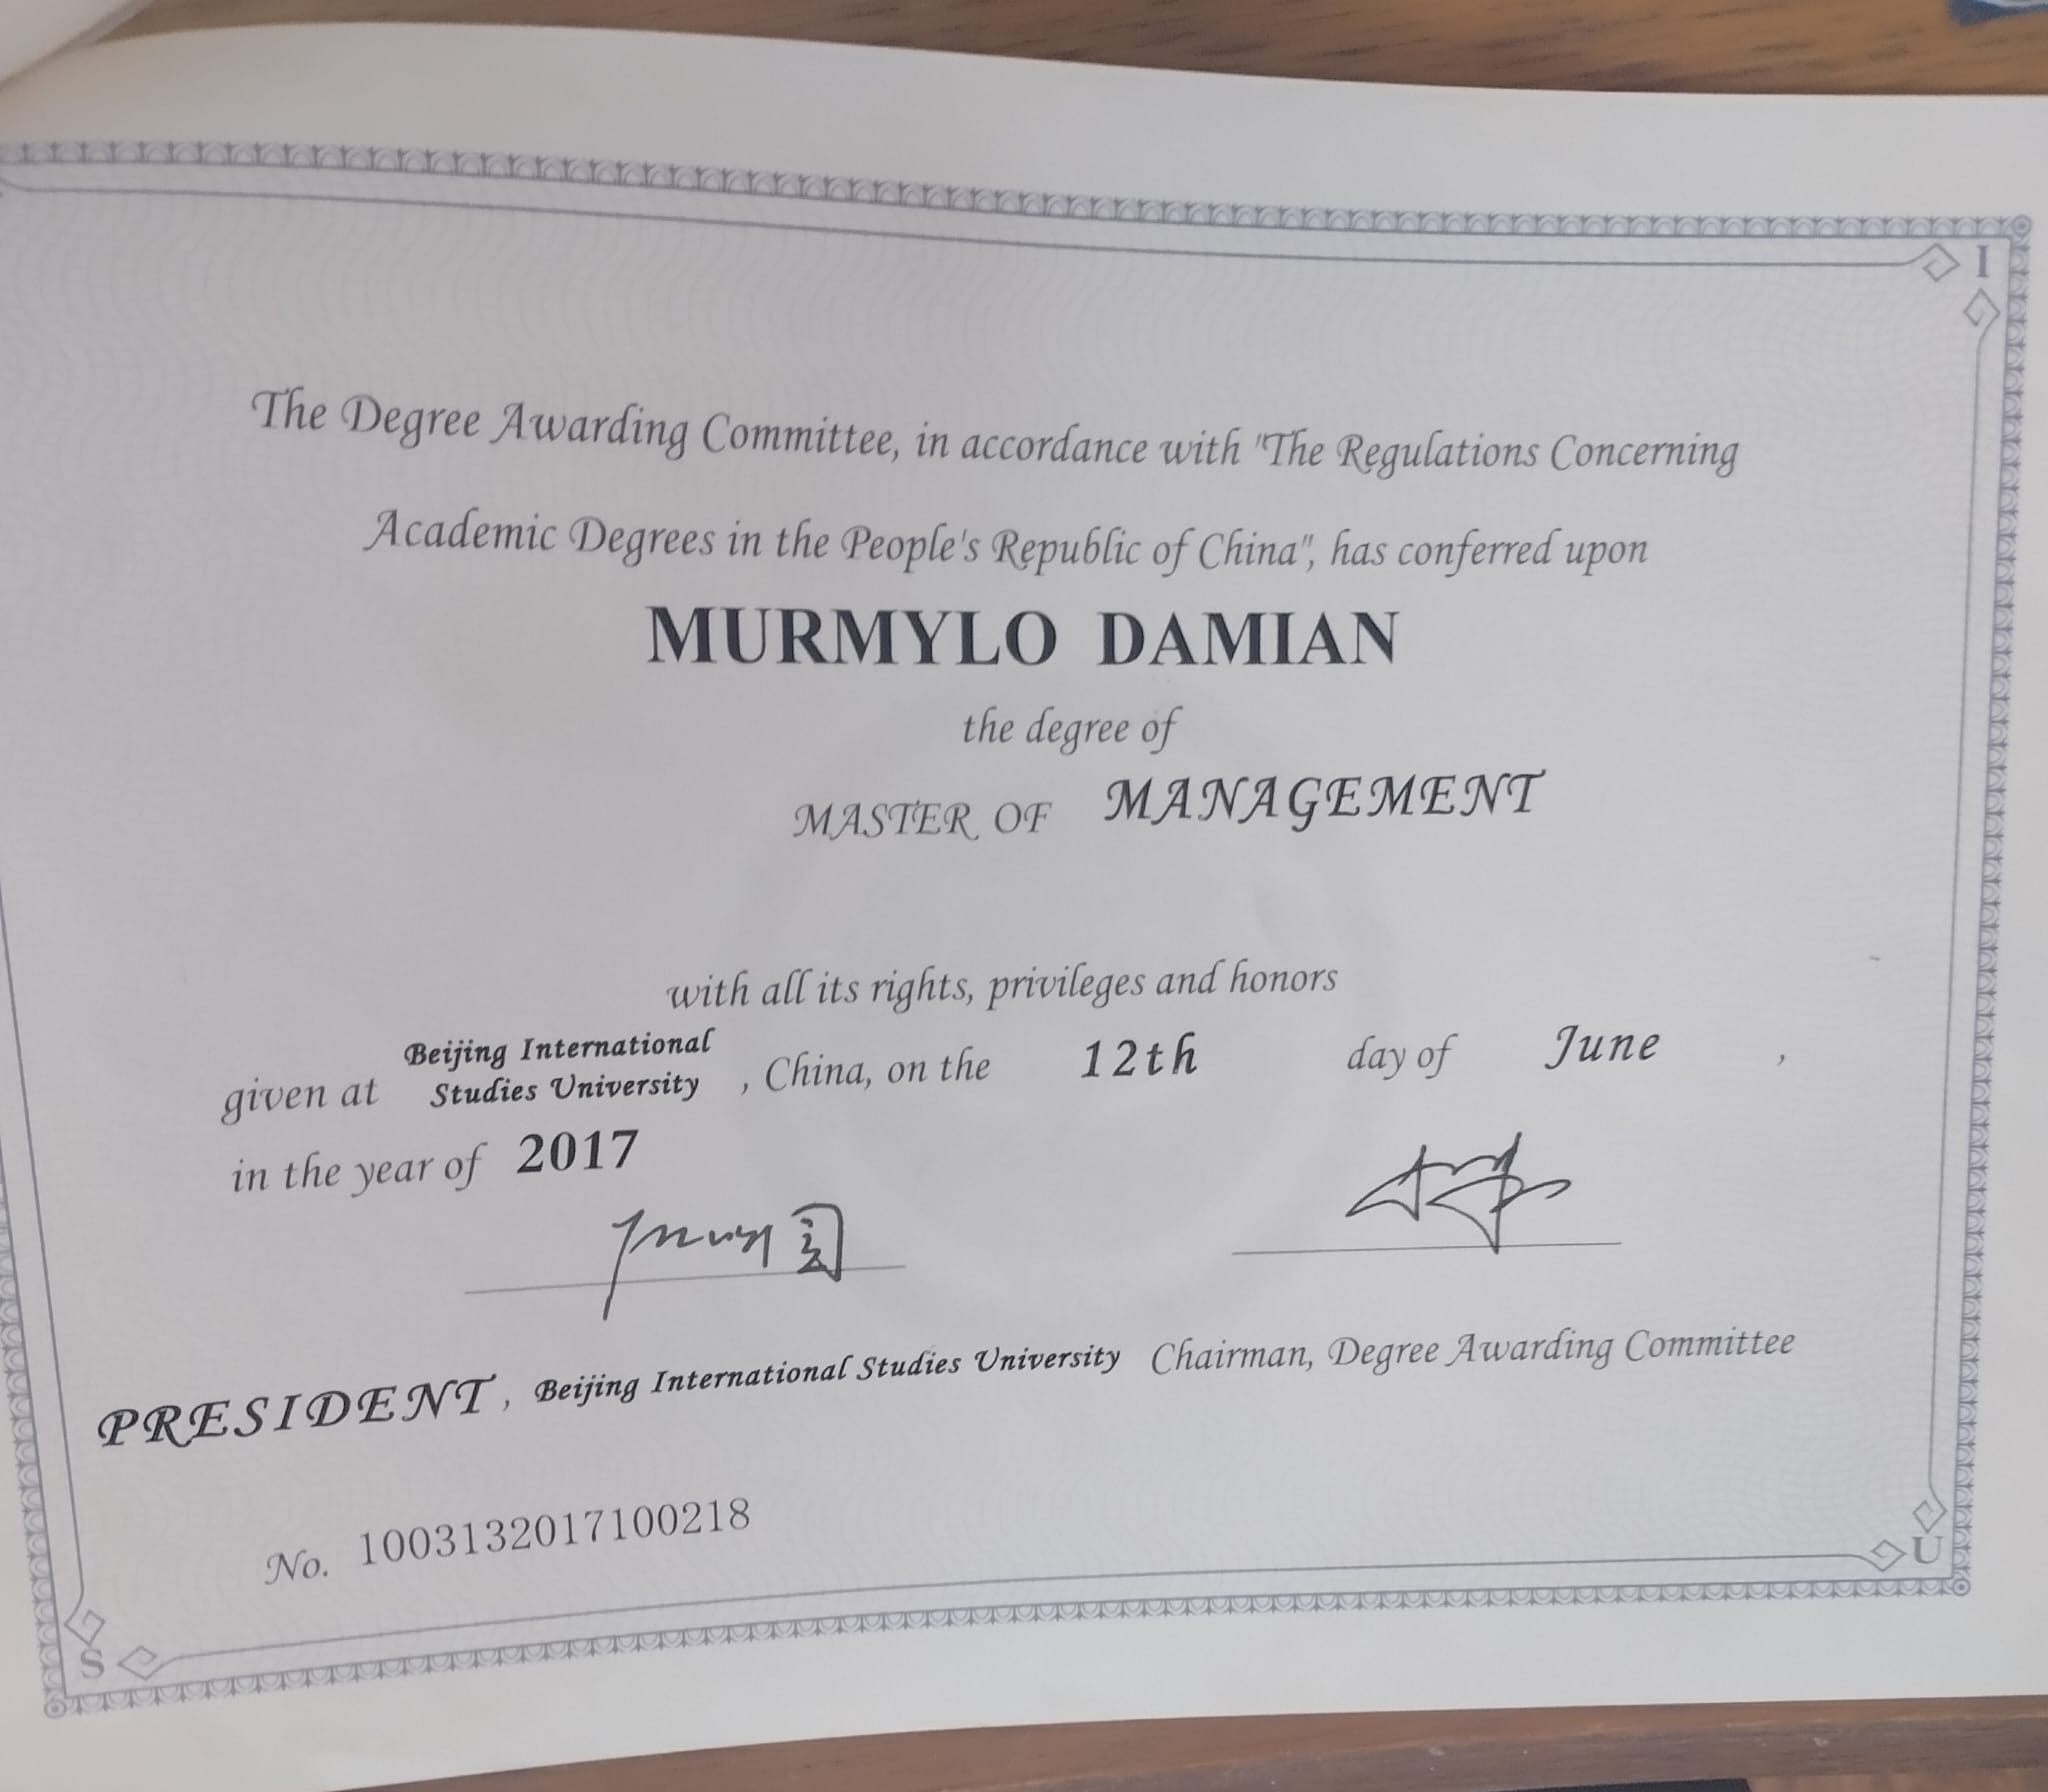 I
The Degree Awarding Committee, in accordance with "The Regulations Concerning
Academic Degrees in the People's Republic of China", has conferred upon
MURMYLO DAMIAN
the degree of
MASTER OF MANAGEMENT
with all its rights, privileges and honors
given at Beijing International Studies University , China, on the 12th day of June ,
in the year of 2017
PRESIDENT, Beijing International Studies University Chairman, Degree Awarding Committee
No. 1003132017100218
S U